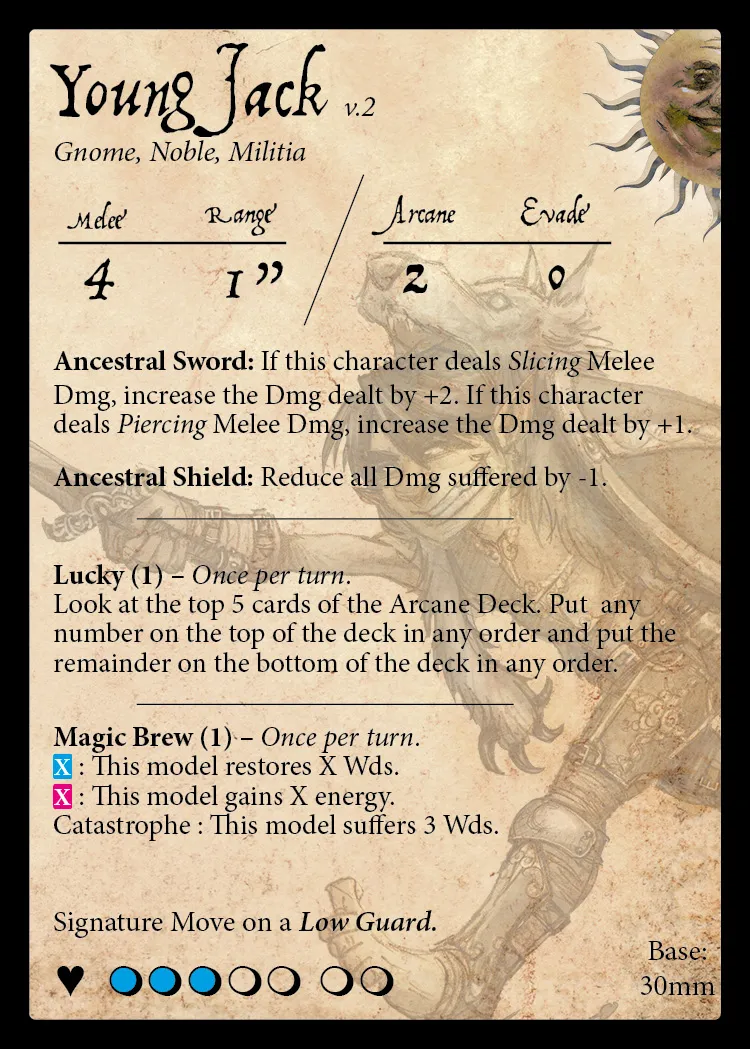 Young Jack v.2
Gnome, Noble, Militia
Melee Range Arcane Evade
4 1” 2 0
Ancestral Sword: If this character deals Slicing Melee
Dmg, increase the Dmg dealt by +2. If this character
deals Piercing Melee Dmg, increase the Dmg dealt by +1.
Ancestral Shield: Reduce all Dmg suffered by -1.
Lucky (1) – Once per turn.
Look at the top 5 cards of the Arcane Deck. Put any
number on the top of the deck in any order and put the
remainder on the bottom of the deck in any order.
Magic Brew (1) – Once per turn.
X : This model restores X Wds.
X : This model gains X energy.
Catastrophe : This model suffers 3 Wds.
Signature Move on a Low Guard.
Base:
30mm